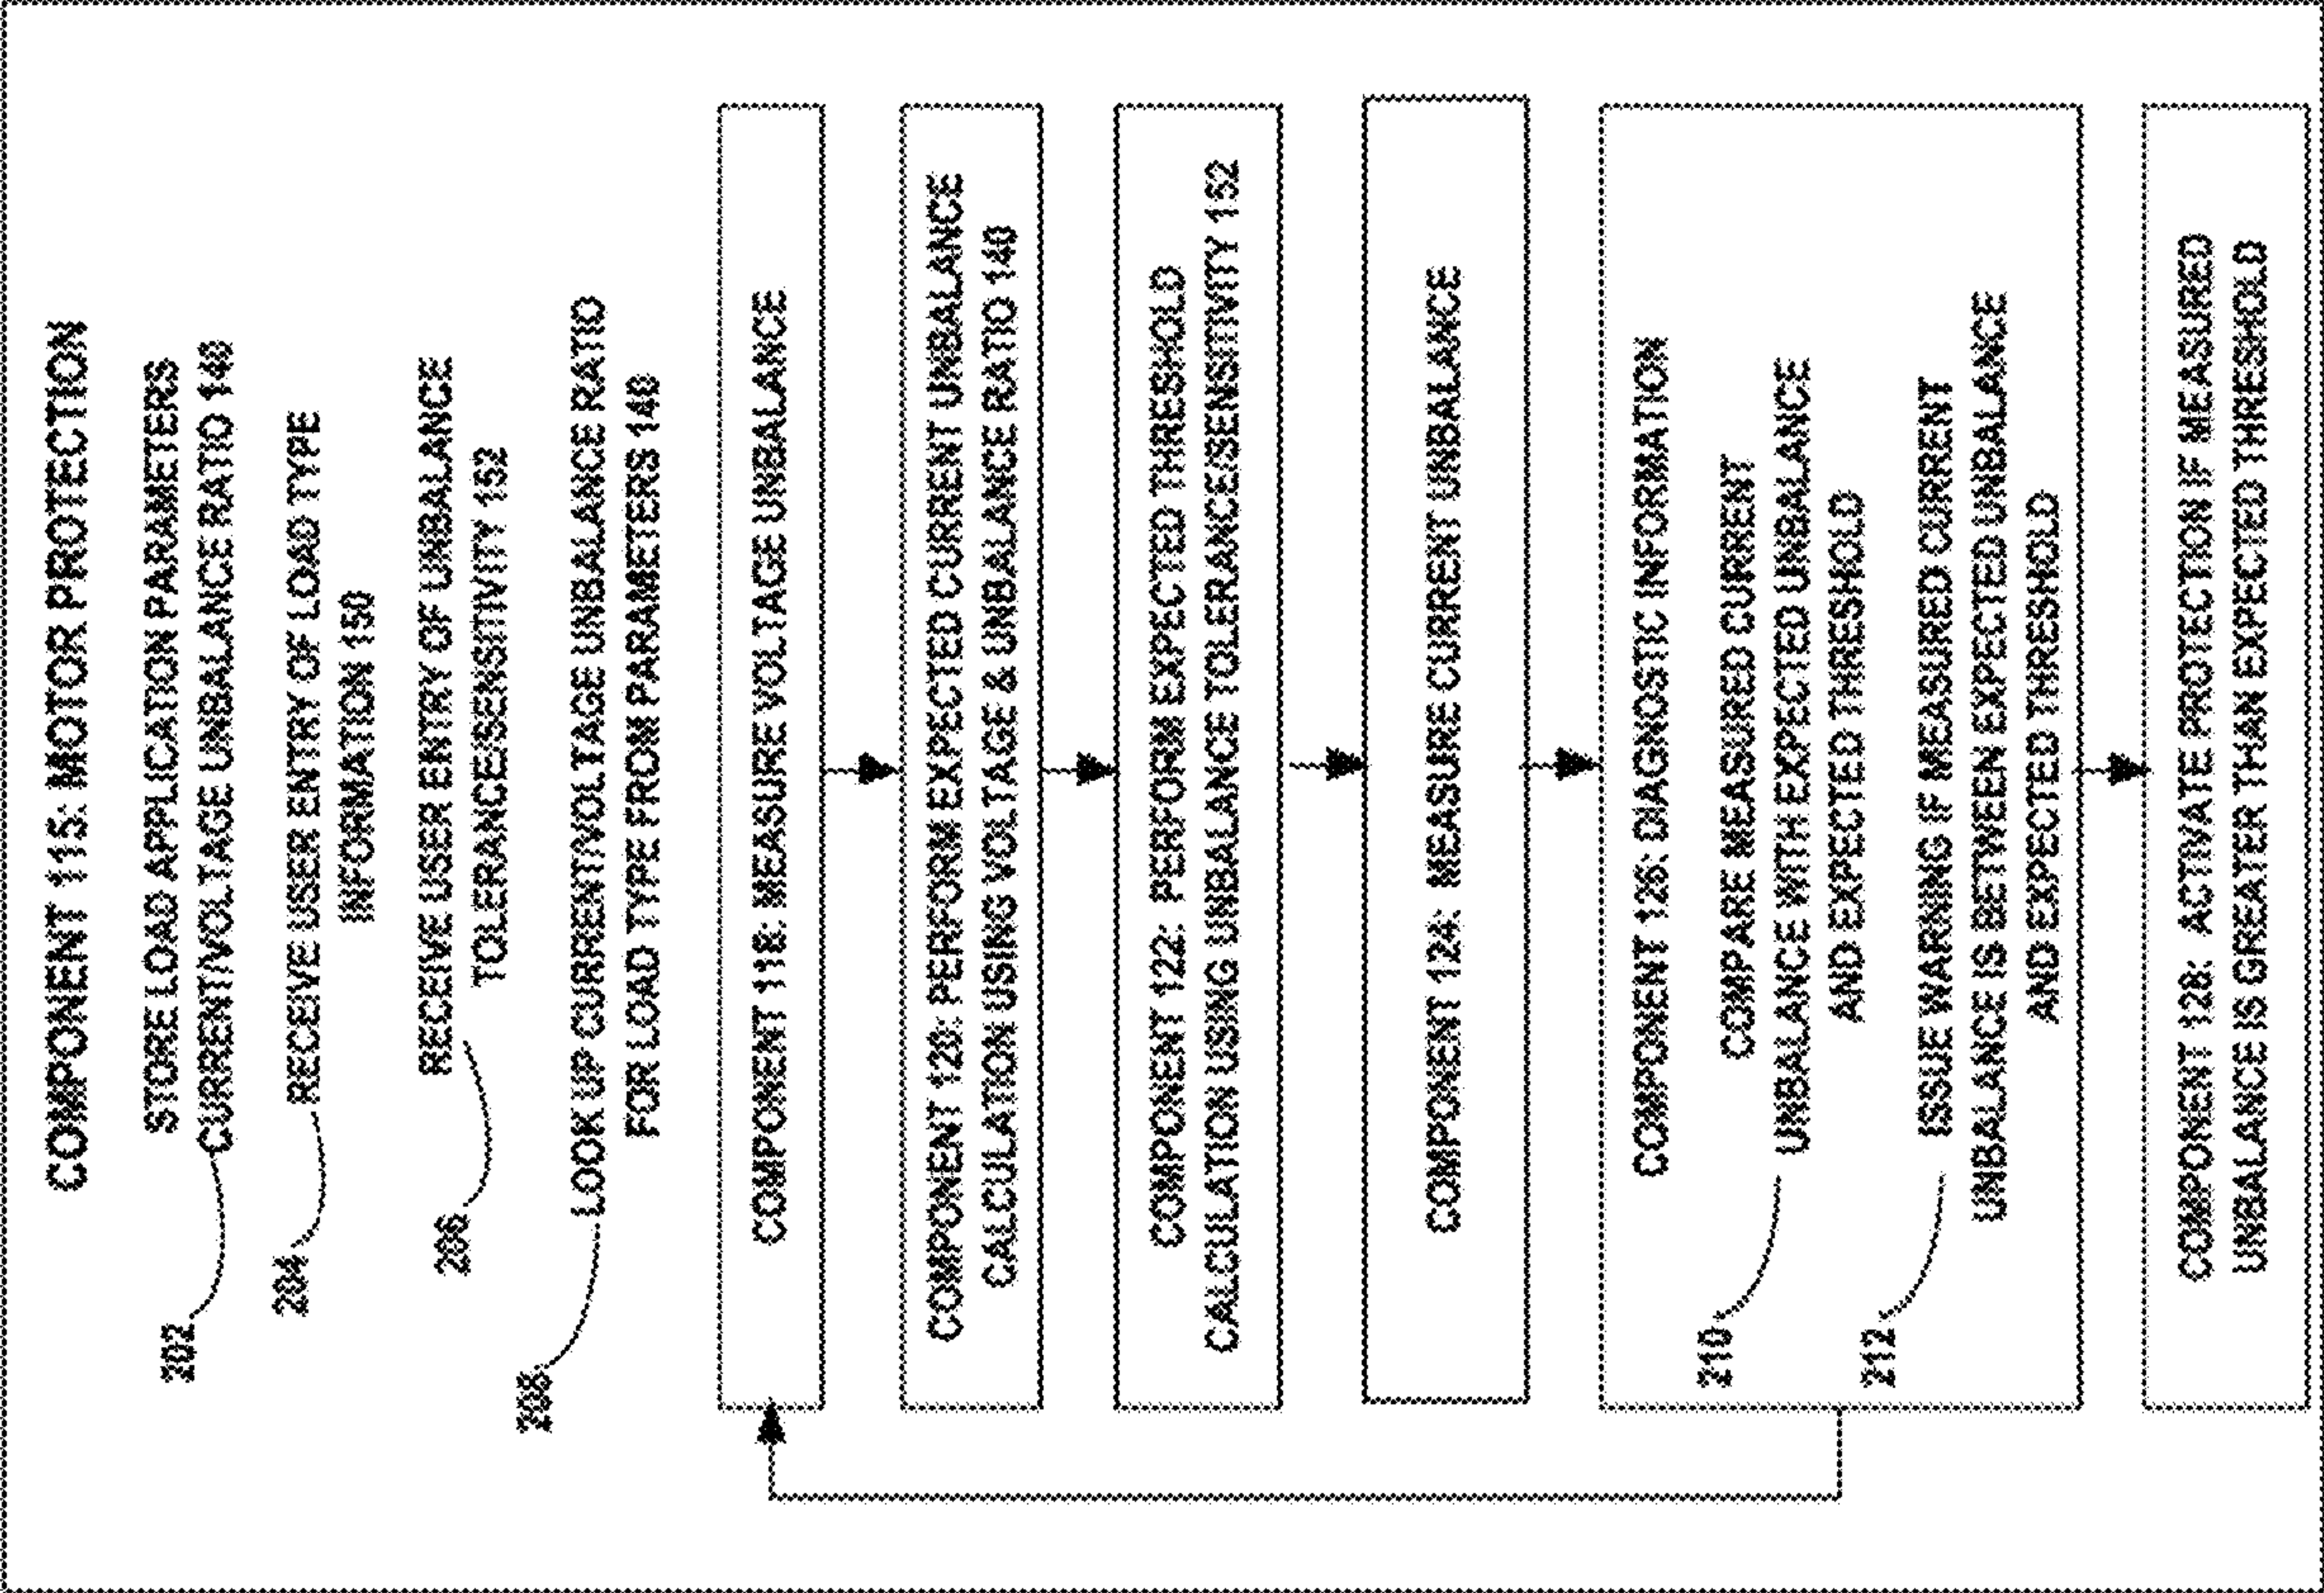 COMPONENT 115: MOTOR PROTECTION
STORE LOAD APPLICATION PARAMETERS
202
CURRENT/VOLTAGE UNBALANCE RATIO 140
204
RECEIVE USER ENTRY OF LOAD TYPE
INFORMATION 150
206
RECEIVE USER ENTRY OF UNBALANCE
TOLERANCE/SENSITIVITY 152
208
LOOK UP CURRENT/VOLTAGE UNBALANCE RATIO
FOR LOAD TYPE FROM PARAMETERS 140
COMPONENT 118: MEASURE VOLTAGE UNBALANCE
COMPONENT 120: PERFORM EXPECTED CURRENT UNBALANCE
CALCULATION USING VOLTAGE & UNBALANCE RATIO 140
COMPONENT 122: PERFORM EXPECTED THRESHOLD
CALCULATION USING UNBALANCE TOLERANCE/SENSITIVITY 152
COMPONENT 124: MEASURE CURRENT UNBALANCE
COMPONENT 126: DIAGNOSTIC INFORMATION
210
COMPARE MEASURED CURRENT
UNBALANCE WITH EXPECTED UNBALANCE
AND EXPECTED THRESHOLD
212
ISSUE WARNING IF MEASURED CURRENT
UNBALANCE IS BETWEEN EXPECTED UNBALANCE
AND EXPECTED THRESHOLD
COMPONENT 128: ACTIVATE PROTECTION IF MEASURED
UNBALANCE IS GREATER THAN EXPECTED THRESHOLD